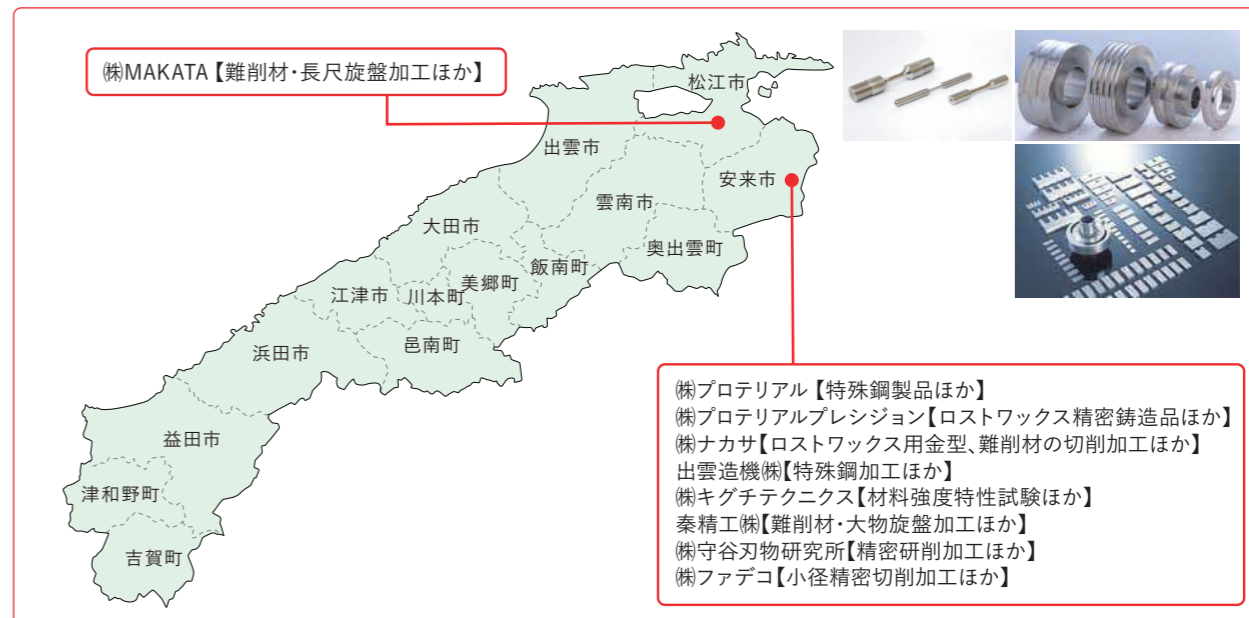 ㈱MAKATA【難削材・長尺旋盤加工ほか】
松江市
出雲市
安来市
雲南市
大田市
奥出雲町
飯南町
美郷町
江津市
川本町
邑南町
浜田市
益田市
津和野町
吉賀町
㈱プロテリアル【特殊鋼製品ほか】
㈱プロテリアルプレシジョン【ロストワックス精密鋳造品ほか】
㈱ナカサ【ロストワックス用金型、難削材の切削加工ほか】
出雲造機㈱【特殊鋼加工ほか】
㈱キグチテクニクス【材料強度特性試験ほか】
秦精工㈱【難削材・大物旋盤加工ほか】
㈱守谷刃物研究所【精密研削加工ほか】
㈱ファデコ【小径精密切削加工ほか】